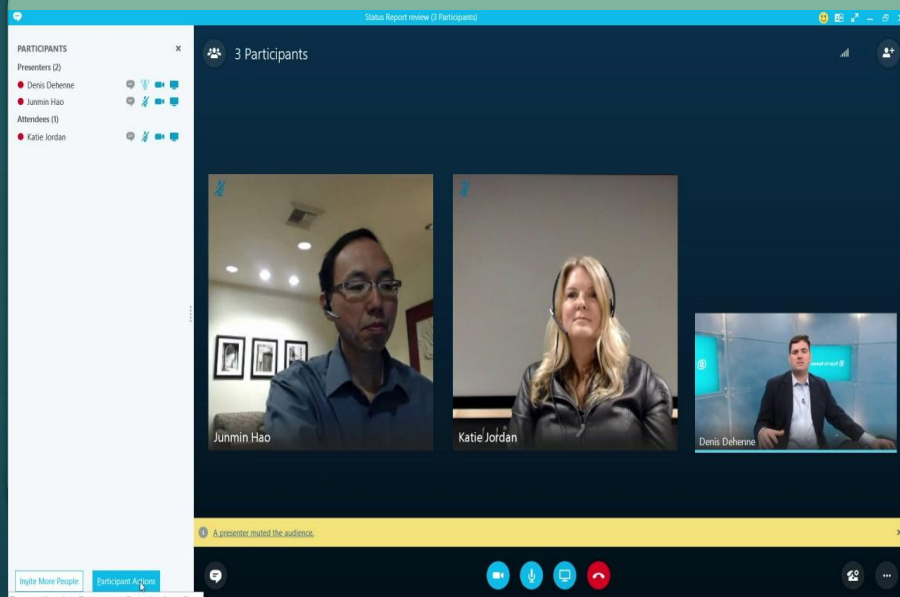 Status Report review (3 Participants)
PARTICIPANTS
Presenters (2)
Denis Dehenne
Junmin Hao
Attendees (1)
Katie Jordan
3 Participants
Junmin Hao
Katie Jordan
Denis Dehenne
A presenter muted the audience.
Invite More People
Participant Actions